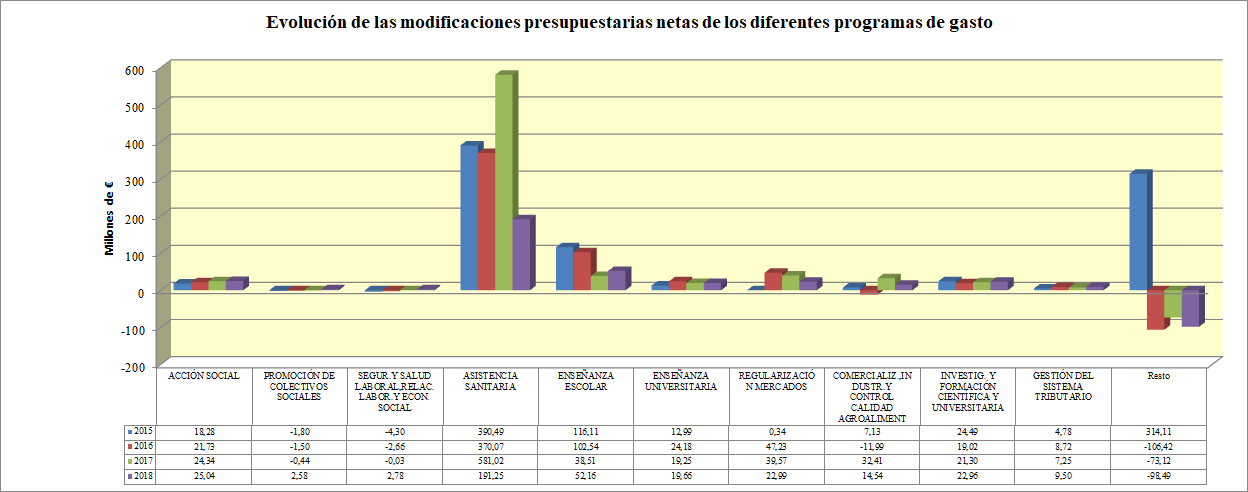 Evolución de las modificaciones presupuestarias netas de los diferentes programas de gasto
600
500
400
300
200
100
0
-100
-200
Millones de €
ACCIÓN SOCIAL
PROMOCIÓN DE
COLECTIVOS
SOCIALES
SEGUR.Y SALUD
LABORAL,RELAC.
LABOR.Y ECON.
SOCIAL
ASISTENCIA
SANITARIA
ENSEÑANZA
ESCOLAR
ENSEÑANZA
UNIVERSITARIA
REGULARIZACIÓ
N MERCADOS
COMERCIALIZ.,IN
DUSTR.Y
CONTROL
CALIDAD
AGROALIMENT
INVESTIG. Y
FORMACIÓN
CIENTIFICA Y
UNIVERSITARIA
GESTIÓN DEL
SISTEMA
TRIBUTARIO
Resto
2015 18,28 -1,80 -4,30 390,49 116,11 12,99 0,34 7,13 24,49 4,78 314,11
2016 21,73 -1,50 -2,66 370,07 102,54 24,18 47,23 -11,99 19,02 8,72 -106,42
2017 24,34 -0,44 -0,03 581,02 38,51 19,25 39,57 32,41 21,30 7,25 -73,12
2018 25,04 2,58 2,78 191,25 52,16 19,66 22,99 14,54 22,96 9,50 -98,49